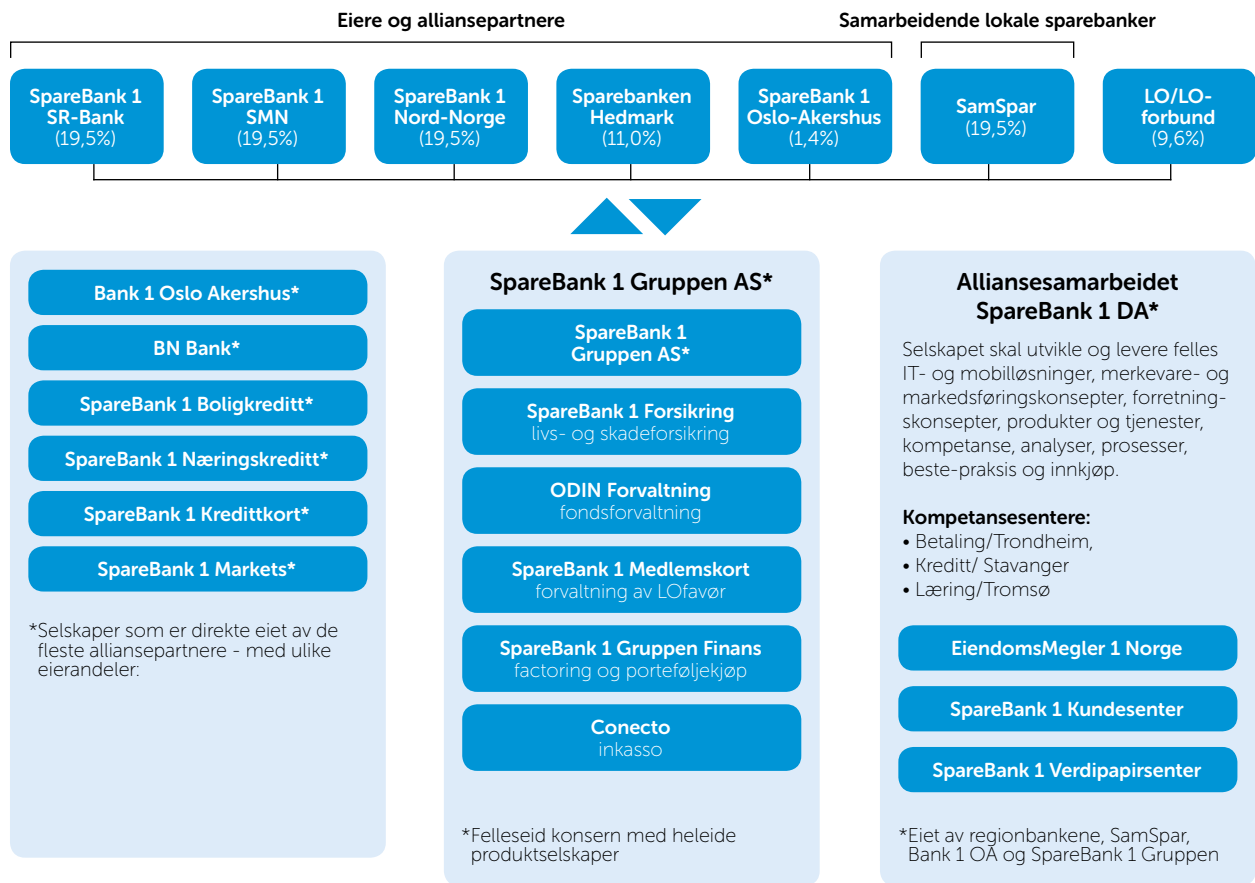 Eiere og alliansepartnere
Samarbeidende lokale sparebanker
SpareBank 1
SR-Bank
(19,5%)
SpareBank 1
SMN
(19,5%)
SpareBank 1
Nord-Norge
(19,5%)
Sparebanken
Hedmark
(11,0%)
SpareBank 1
Oslo-Akershus
(1,4%)
SamSpar
(19,5%)
LO/LO-
forbund
(9,6%)
Bank 1 Oslo Akershus*
BN Bank*
SpareBank 1 Boligkreditt*
SpareBank 1 Næringskreditt*
SpareBank 1 Kredittkort*
SpareBank 1 Markets*
*Selskaper som er direkte eiet av de
fleste alliansepartnere - med ulike
eierandeler:
SpareBank 1 Gruppen AS*
SpareBank 1
Gruppen AS*
SpareBank 1 Forsikring
livs- og skadeforsikring
ODIN Forvaltning
fondsforvaltning
SpareBank 1 Medlemskort
forvaltning av LOfavør
SpareBank 1 Gruppen Finans
factoring og porteføljekjøp
Conecto
inkasso
*Felleseid konsern med heleide
produktselskaper
Alliansesamarbeidet
SpareBank 1 DA*
Selskapet skal utvikle og levere felles
IT- og mobilløsninger, merkevare- og
markedsføringskonsepter, forretning-
skonsepter, produkter og tjenester,
kompetanse, analyser, prosesser,
beste-praksis og innkjøp.
Kompetansesentere:
• Betaling/Trondheim,
• Kreditt/ Stavanger
• Læring/Tromsø
EiendomsMegler 1 Norge
SpareBank 1 Kundesenter
SpareBank 1 Verdipapirsenter
*Eiet av regionbankene, SamSpar,
Bank 1 OA og SpareBank 1 Gruppen